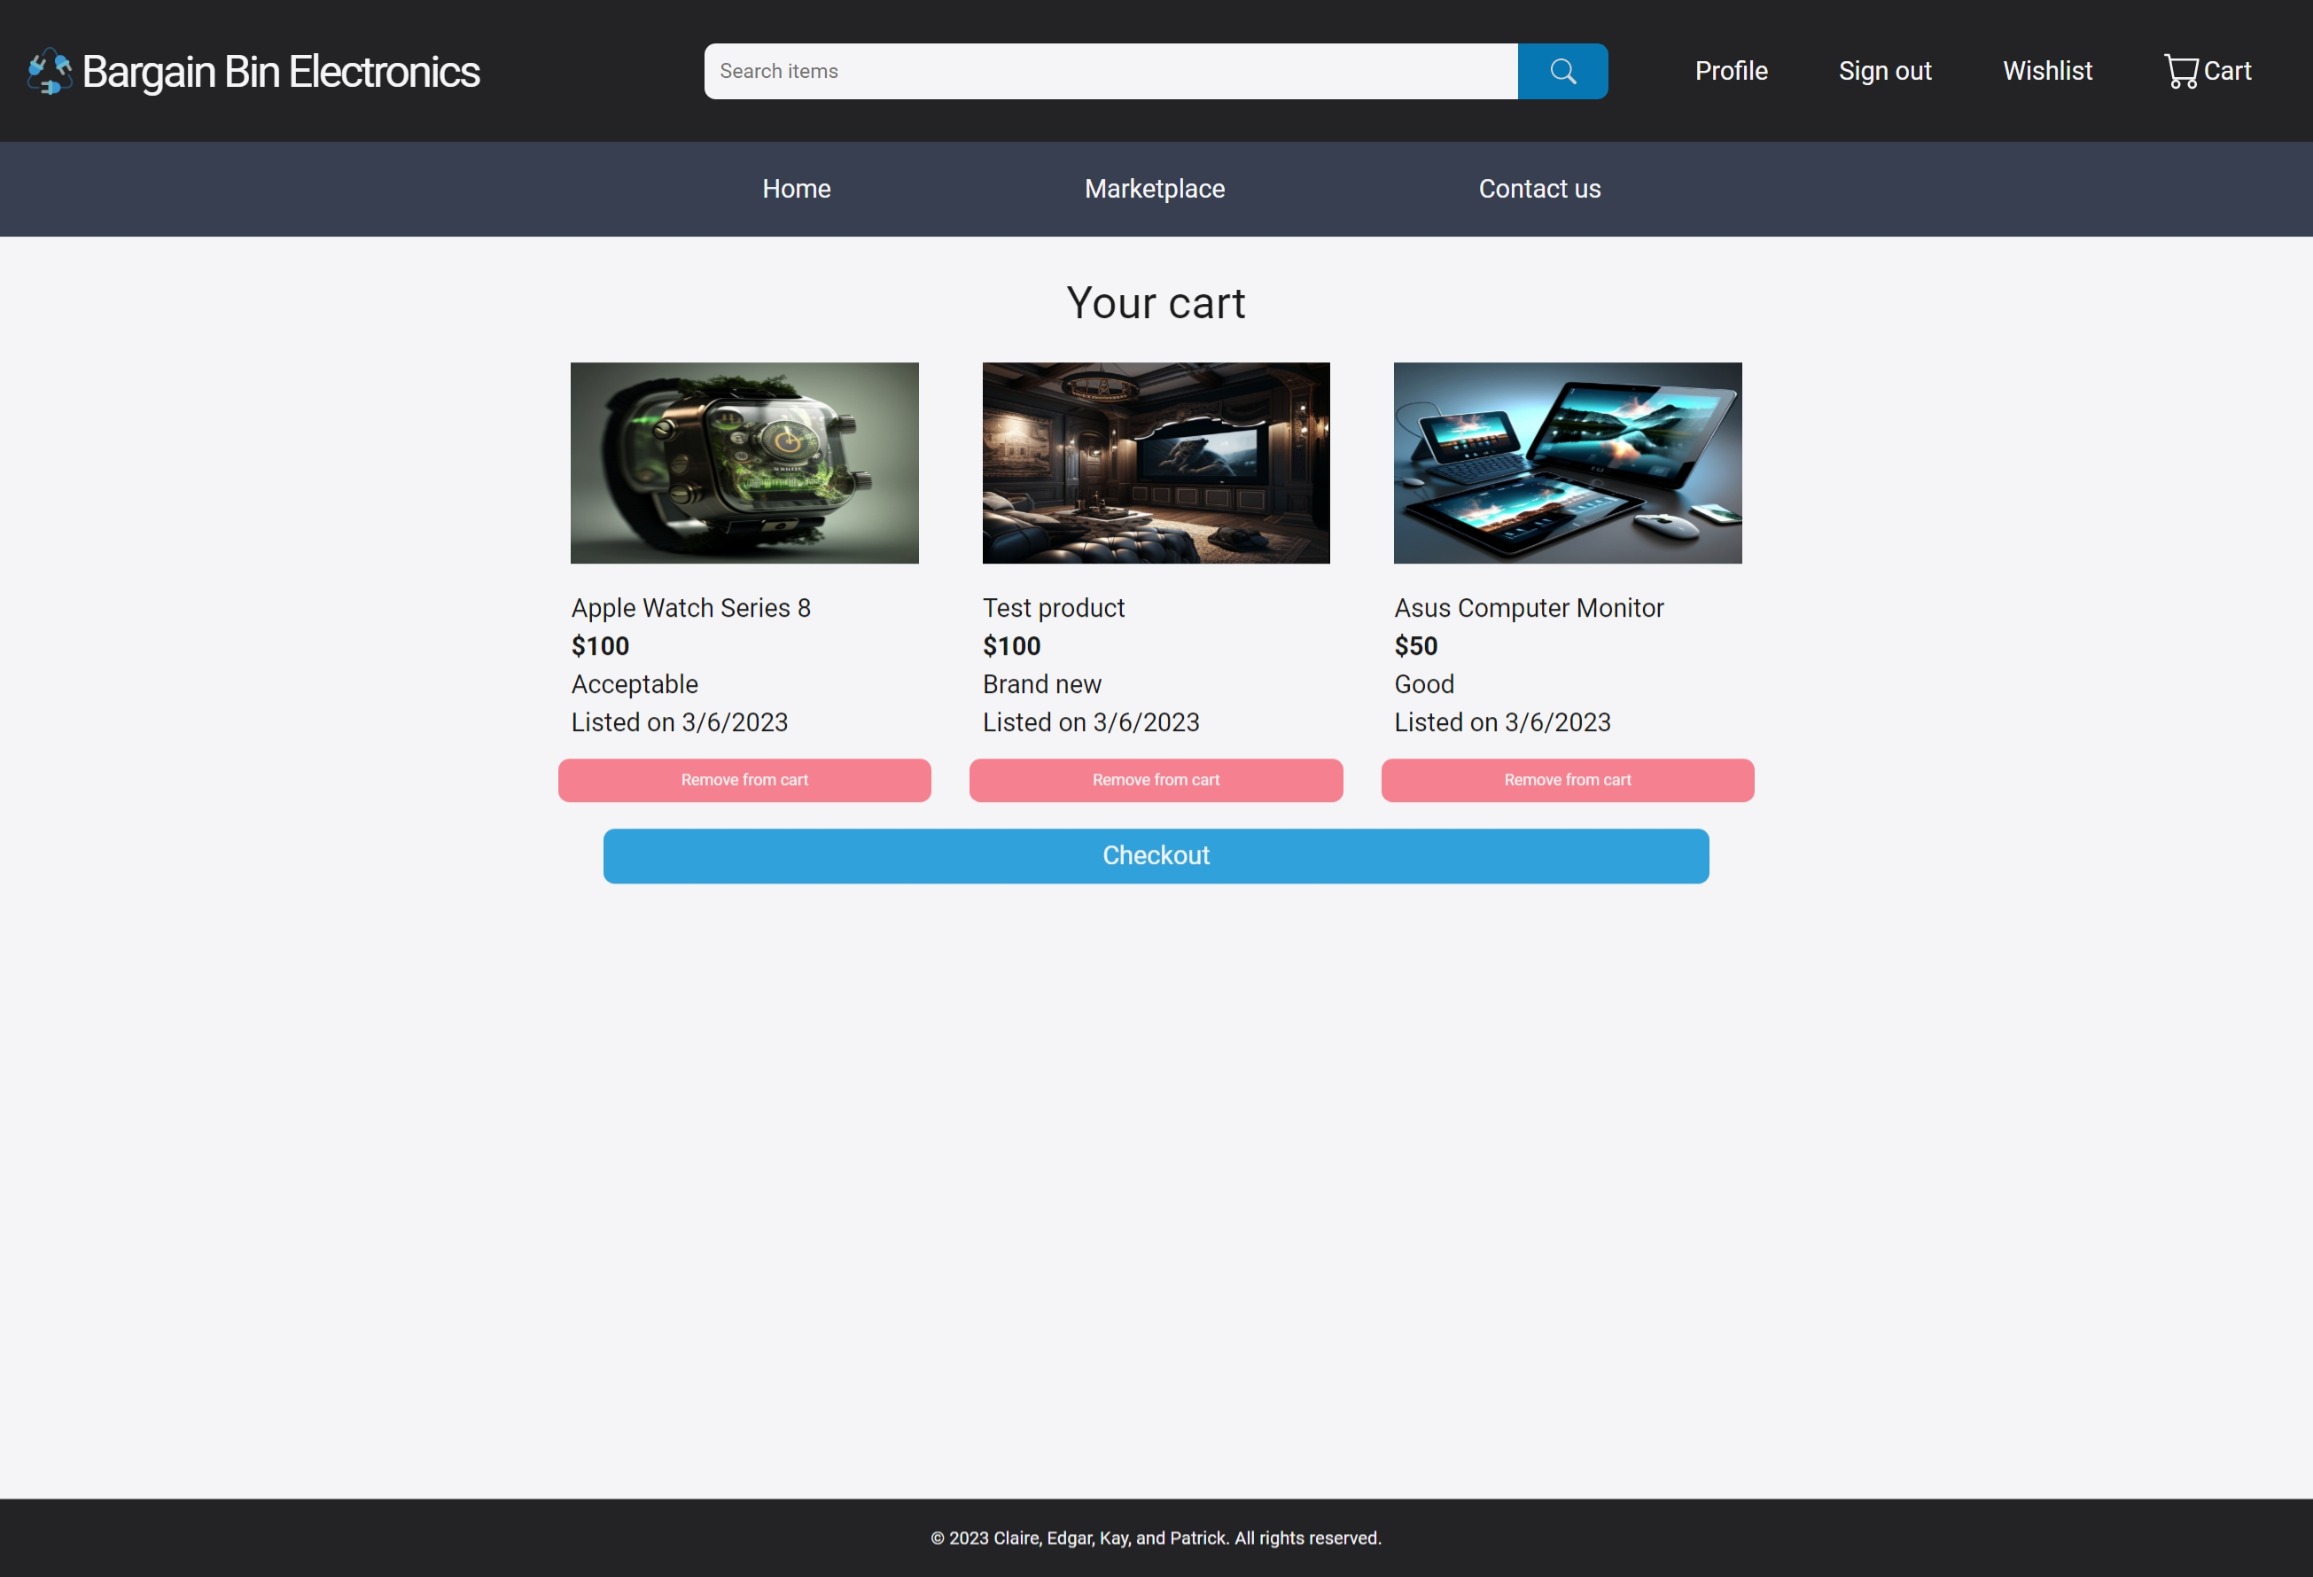 Bargain Bin Electronics
Search items
Profile
Sign out
Wishlist
Cart
Home
Marketplace
Contact us
Your cart
Apple Watch Series 8
$100
Acceptable
Listed on 3/6/2023
Remove from cart
Test product
$100
Brand new
Listed on 3/6/2023
Remove from cart
Asus Computer Monitor
$50
Good
Listed on 3/6/2023
Remove from cart
Checkout
© 2023 Claire, Edgar, Kay, and Patrick. All rights reserved.